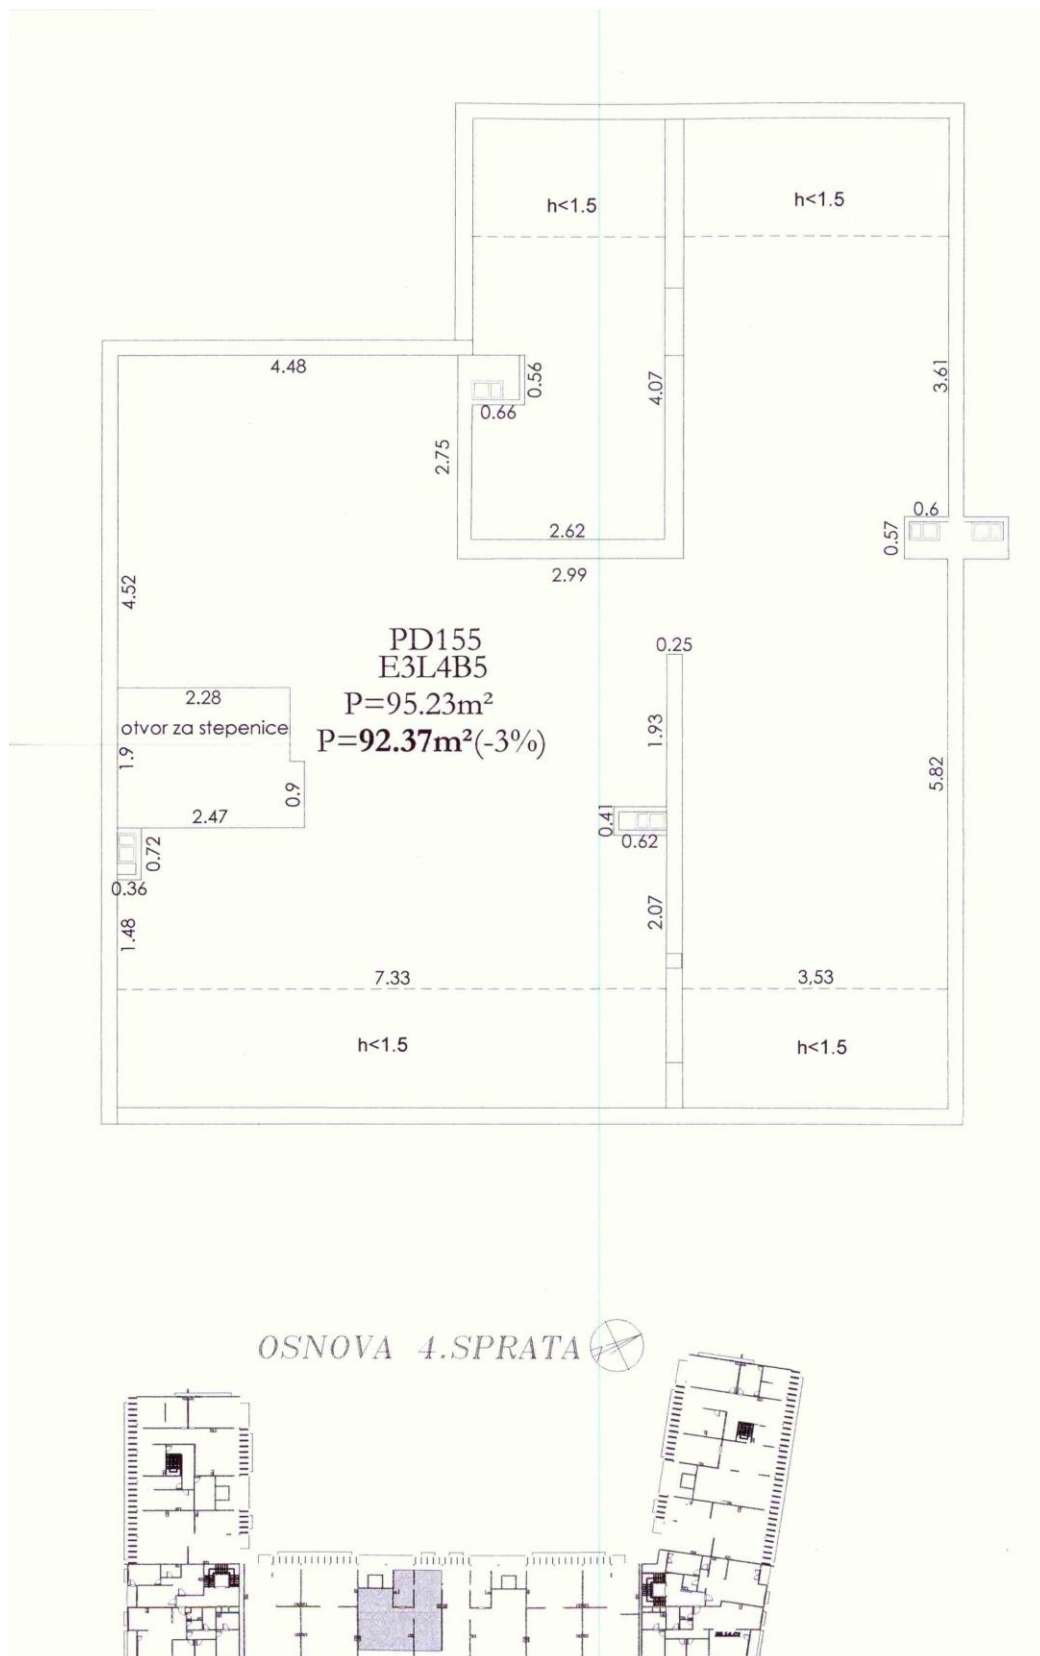 h<1.5
h<1.5
4.48
0.56
0.66
4.07
3.61
2.75
0.6
0.57
2.62
2.99
4.52
PD155
E3L4B5
P=95.23m²
P=92.37m²(-3%)
0.25
2.28
otvor za stepenice
1.9
0.9
2.47
1.93
5.82
0.41
0.62
0.72
0.36
1.48
2.07
7.33
3,53
h<1.5
h<1.5
OSNOVA 4.SPRATA